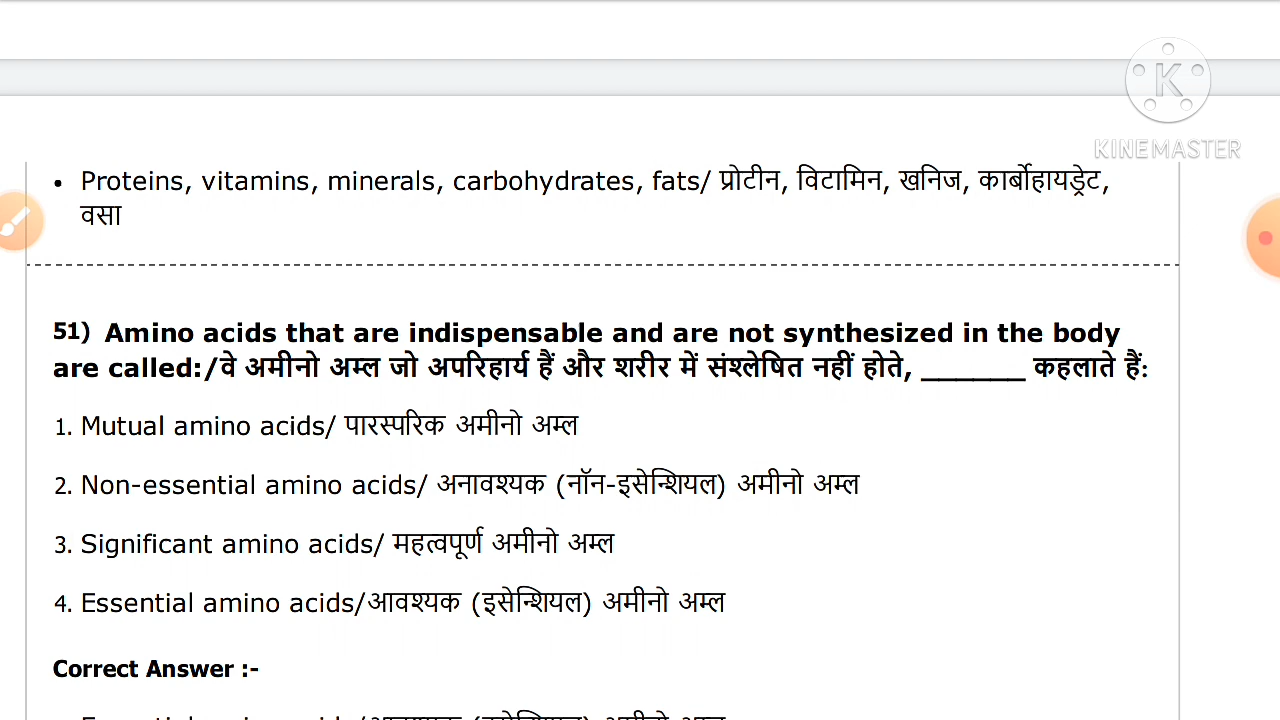 K
KINEMASTER
• Proteins, vitamins, minerals, carbohydrates, fats/ प्रोटीन, विटामिन, खनिज, कार्बोहायड्रेट,
वसा
51) Amino acids that are indispensable and are not synthesized in the body
are called:/वे अमीनो अम्ल जो अपरिहार्य हैं और शरीर में संश्लेषित नहीं होते, ______ कहलाते हैं:
1. Mutual amino acids/ पारस्परिक अमीनो अम्ल
2. Non-essential amino acids/ अनावश्यक (नॉन-इसेन्शियल) अमीनो अम्ल
3. Significant amino acids/ महत्वपूर्ण अमीनो अम्ल
4. Essential amino acids/आवश्यक (इसेन्शियल) अमीनो अम्ल
Correct Answer :-